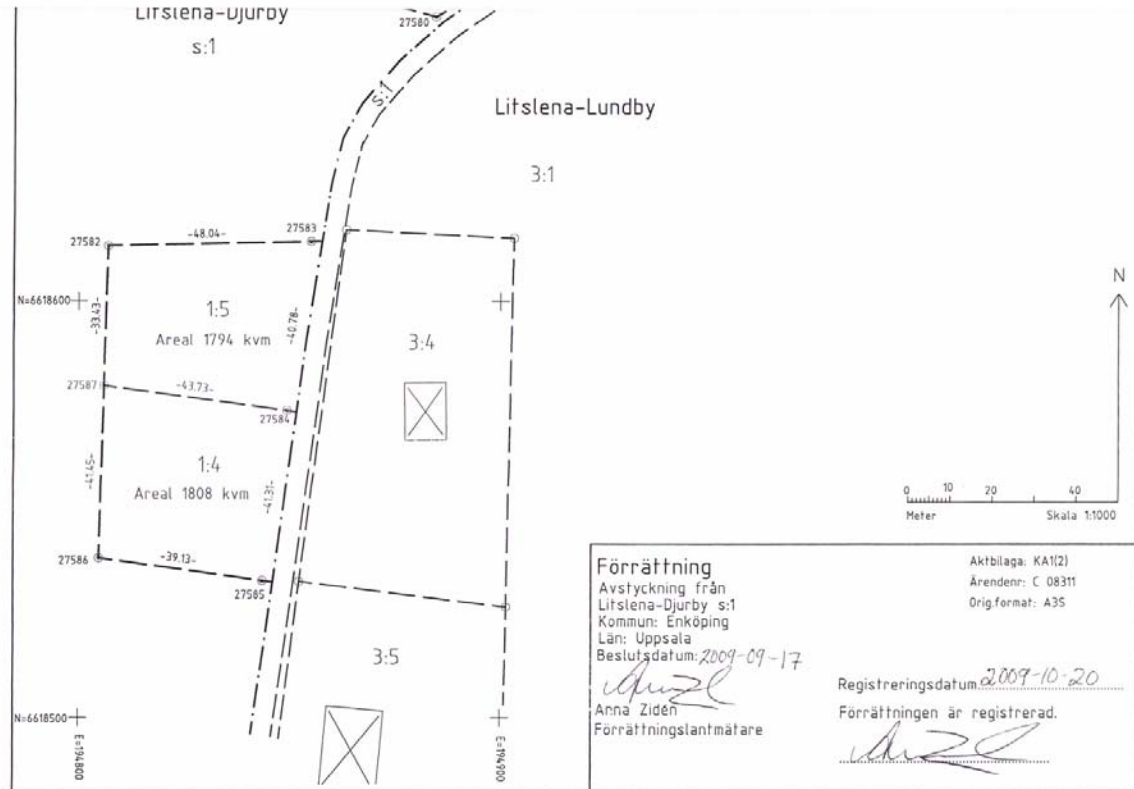 Litslena-Djurby
s:1
27580
s:1
Litslena-Lundby
3:1
27582
-48.04-
27583
N=6618600
-33.43-
1:5
Areal 1794 kvm
-40.78-
3:4
27587
-43.73-
27584
-41.45-
1:4
Areal 1808 kvm
-41.31-
27586
-39.13-
27585
3:5
N=6618500
E=194800
E=194900
N
0 10 20 40
Meter Skala 1:1000
Förrättning
Avstyckning från
Litslena-Djurby s:1
Kommun: Enköping
Län: Uppsala
Beslutsdatum: 2009-09-17
Anna Zidén
Förrättningslantmätare
Aktbilaga: KA1(2)
Ärendenr: C 08311
Orig.format: A3S
Registreringsdatum 2009-10-20
Förrättningen är registrerad.